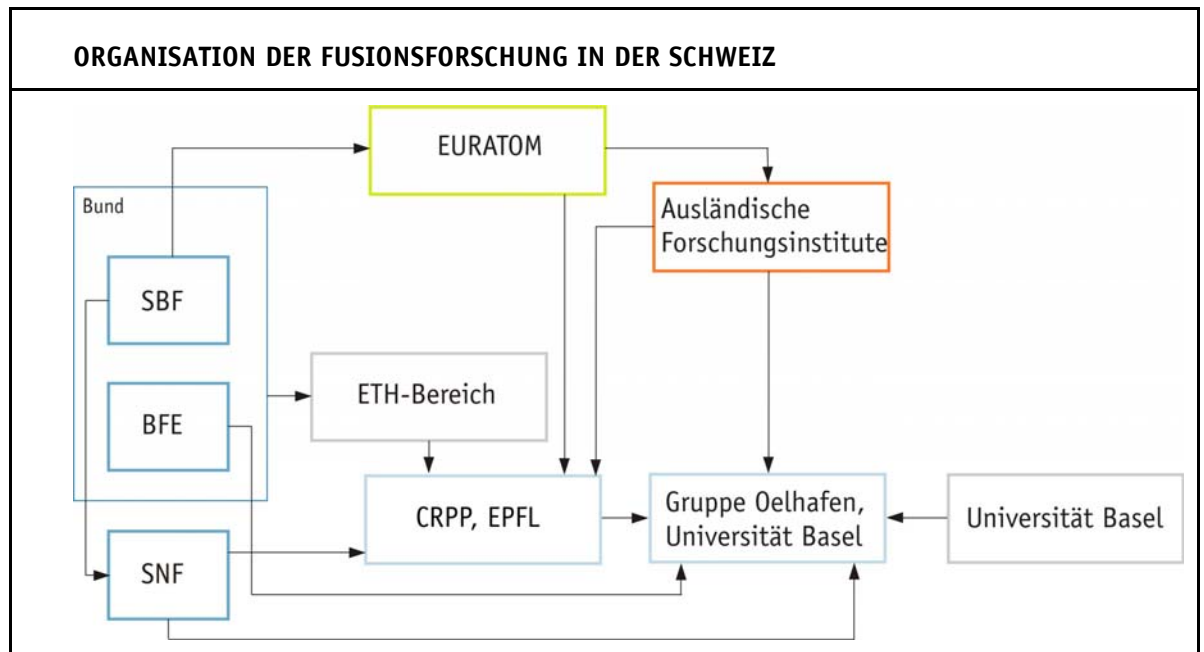 ORGANISATION DER FUSIONSFORSCHUNG IN DER SCHWEIZ
EURATOM
Bund
Ausländische
Forschungsinstitute
SBF
ETH-Bereich
BFE
CRPP, EPFL
Gruppe Oelhafen,
Universität Basel
Universität Basel
SNF